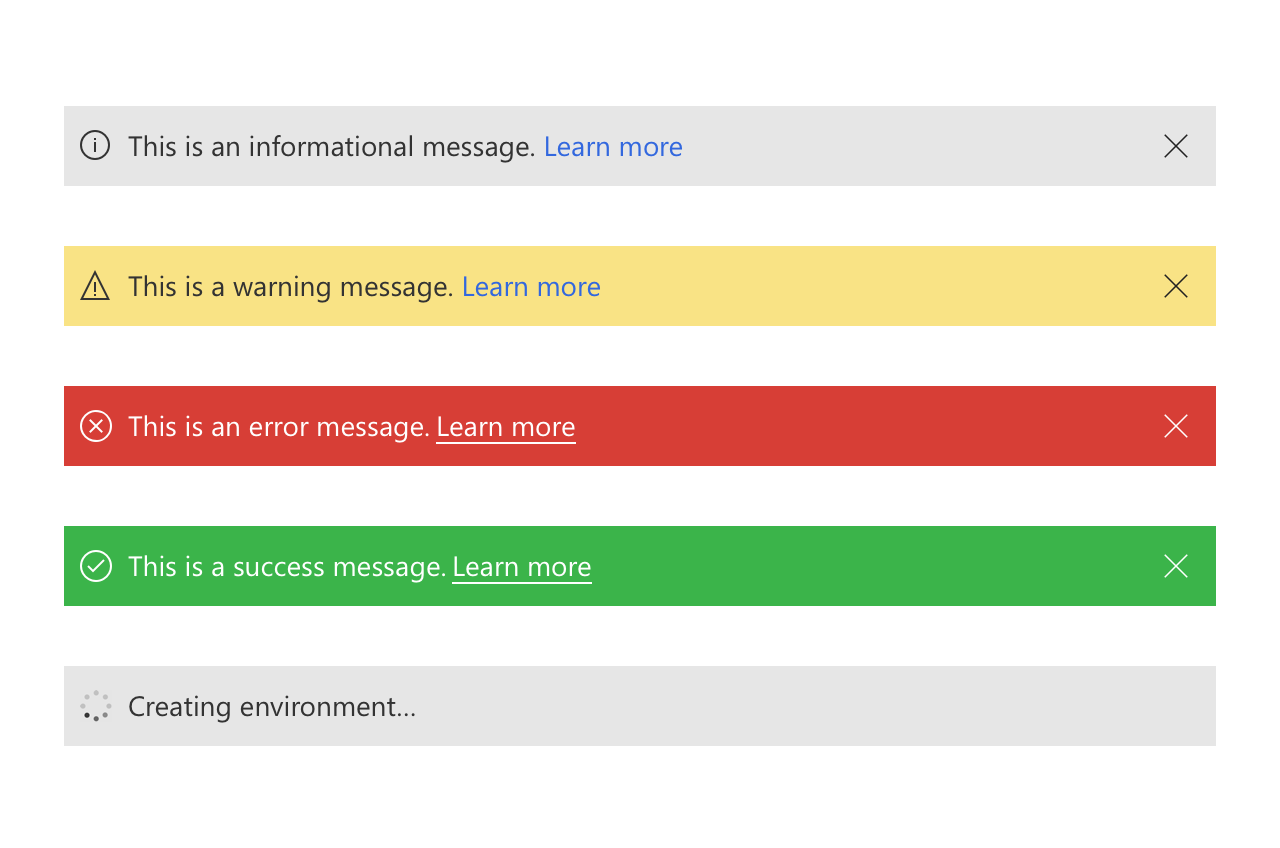 This is an informational message. Learn more
This is a warning message. Learn more
This is an error message. Learn more
This is a success message. Learn more
Creating environment...